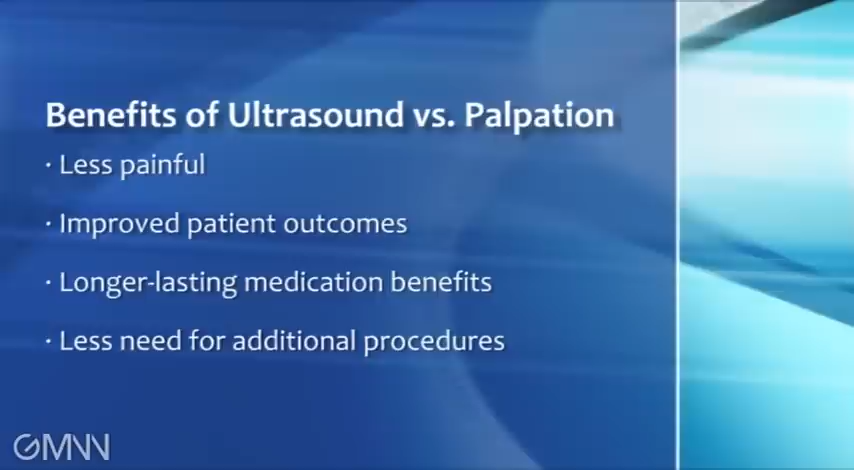 Benefits of Ultrasound vs. Palpation
· Less painful
· Improved patient outcomes
· Longer-lasting medication benefits
· Less need for additional procedures
GMNN